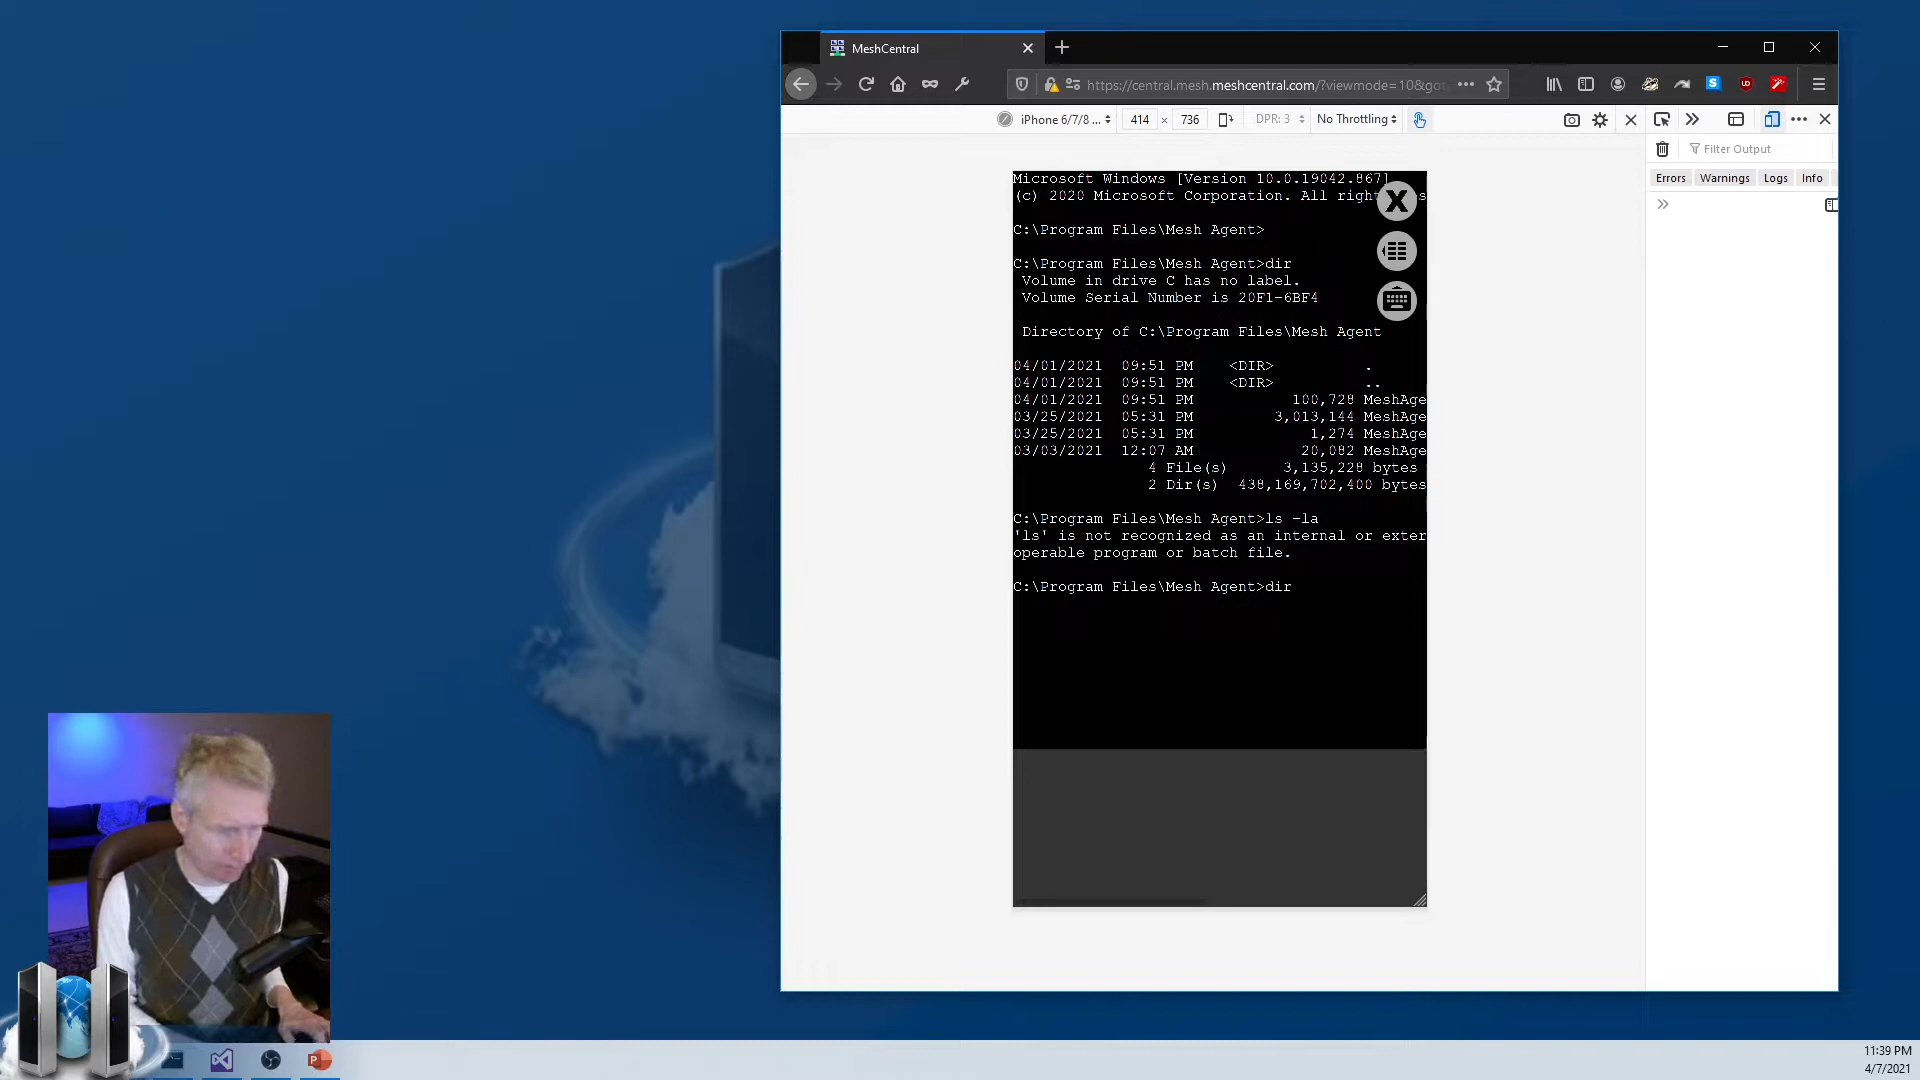 MeshCentral
https://central.mesh.meshcentral.com/?viewmode=10&got
iPhone 6/7/8 ... 414 × 736 DPR: 3 No Throttling
Filter Output
Errors Warnings Logs Info
Microsoft Windows [Version 10.0.19042.867]
(c) 2020 Microsoft Corporation. All right s
C:\Program Files\Mesh Agent>
C:\Program Files\Mesh Agent>dir
Volume in drive C has no label.
Volume Serial Number is 20F1-6BF4
Directory of C:\Program Files\Mesh Agent
04/01/2021 09:51 PM <DIR> .
04/01/2021 09:51 PM <DIR> ..
04/01/2021 09:51 PM 100,728 MeshAge
03/25/2021 05:31 PM 3,013,144 MeshAge
03/25/2021 05:31 PM 1,274 MeshAge
03/03/2021 12:07 AM 20,082 MeshAge
4 File(s) 3,135,228 bytes
2 Dir(s) 438,169,702,400 bytes
C:\Program Files\Mesh Agent>ls -la
'ls' is not recognized as an internal or exter
operable program or batch file.
C:\Program Files\Mesh Agent>dir
11:39 PM
4/7/2021